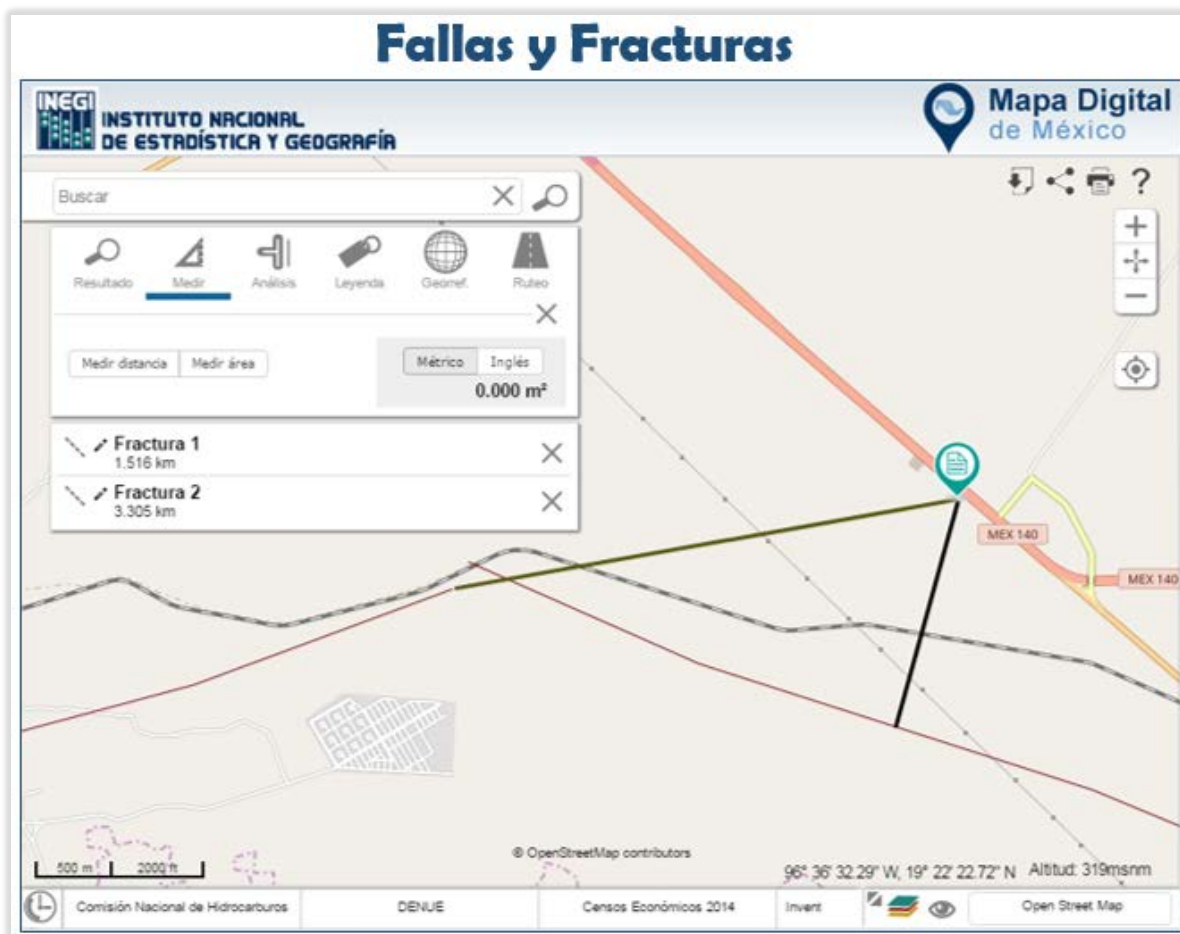 Fallas y Fracturas
INEGI
INSTITUTO NACIONAL
DE ESTADÍSTICA Y GEOGRAFÍA
Mapa Digital
de México
Buscar
Resultado Medir Análisis Leyenda Georref. Ruteo
Medir distancia Medir área Métrico Inglés
0.000 m²
Fractura 1
1.516 km
Fractura 2
3.305 km
MEX 140
MEX 140
© OpenStreetMap contributors
500 m 2000 ft
96° 36' 32.29" W, 19° 22' 22.72" N Altitud: 319msnm
Comisión Nacional de Hidrocarburos DENUE Censos Económicos 2014 Invent Open Street Map